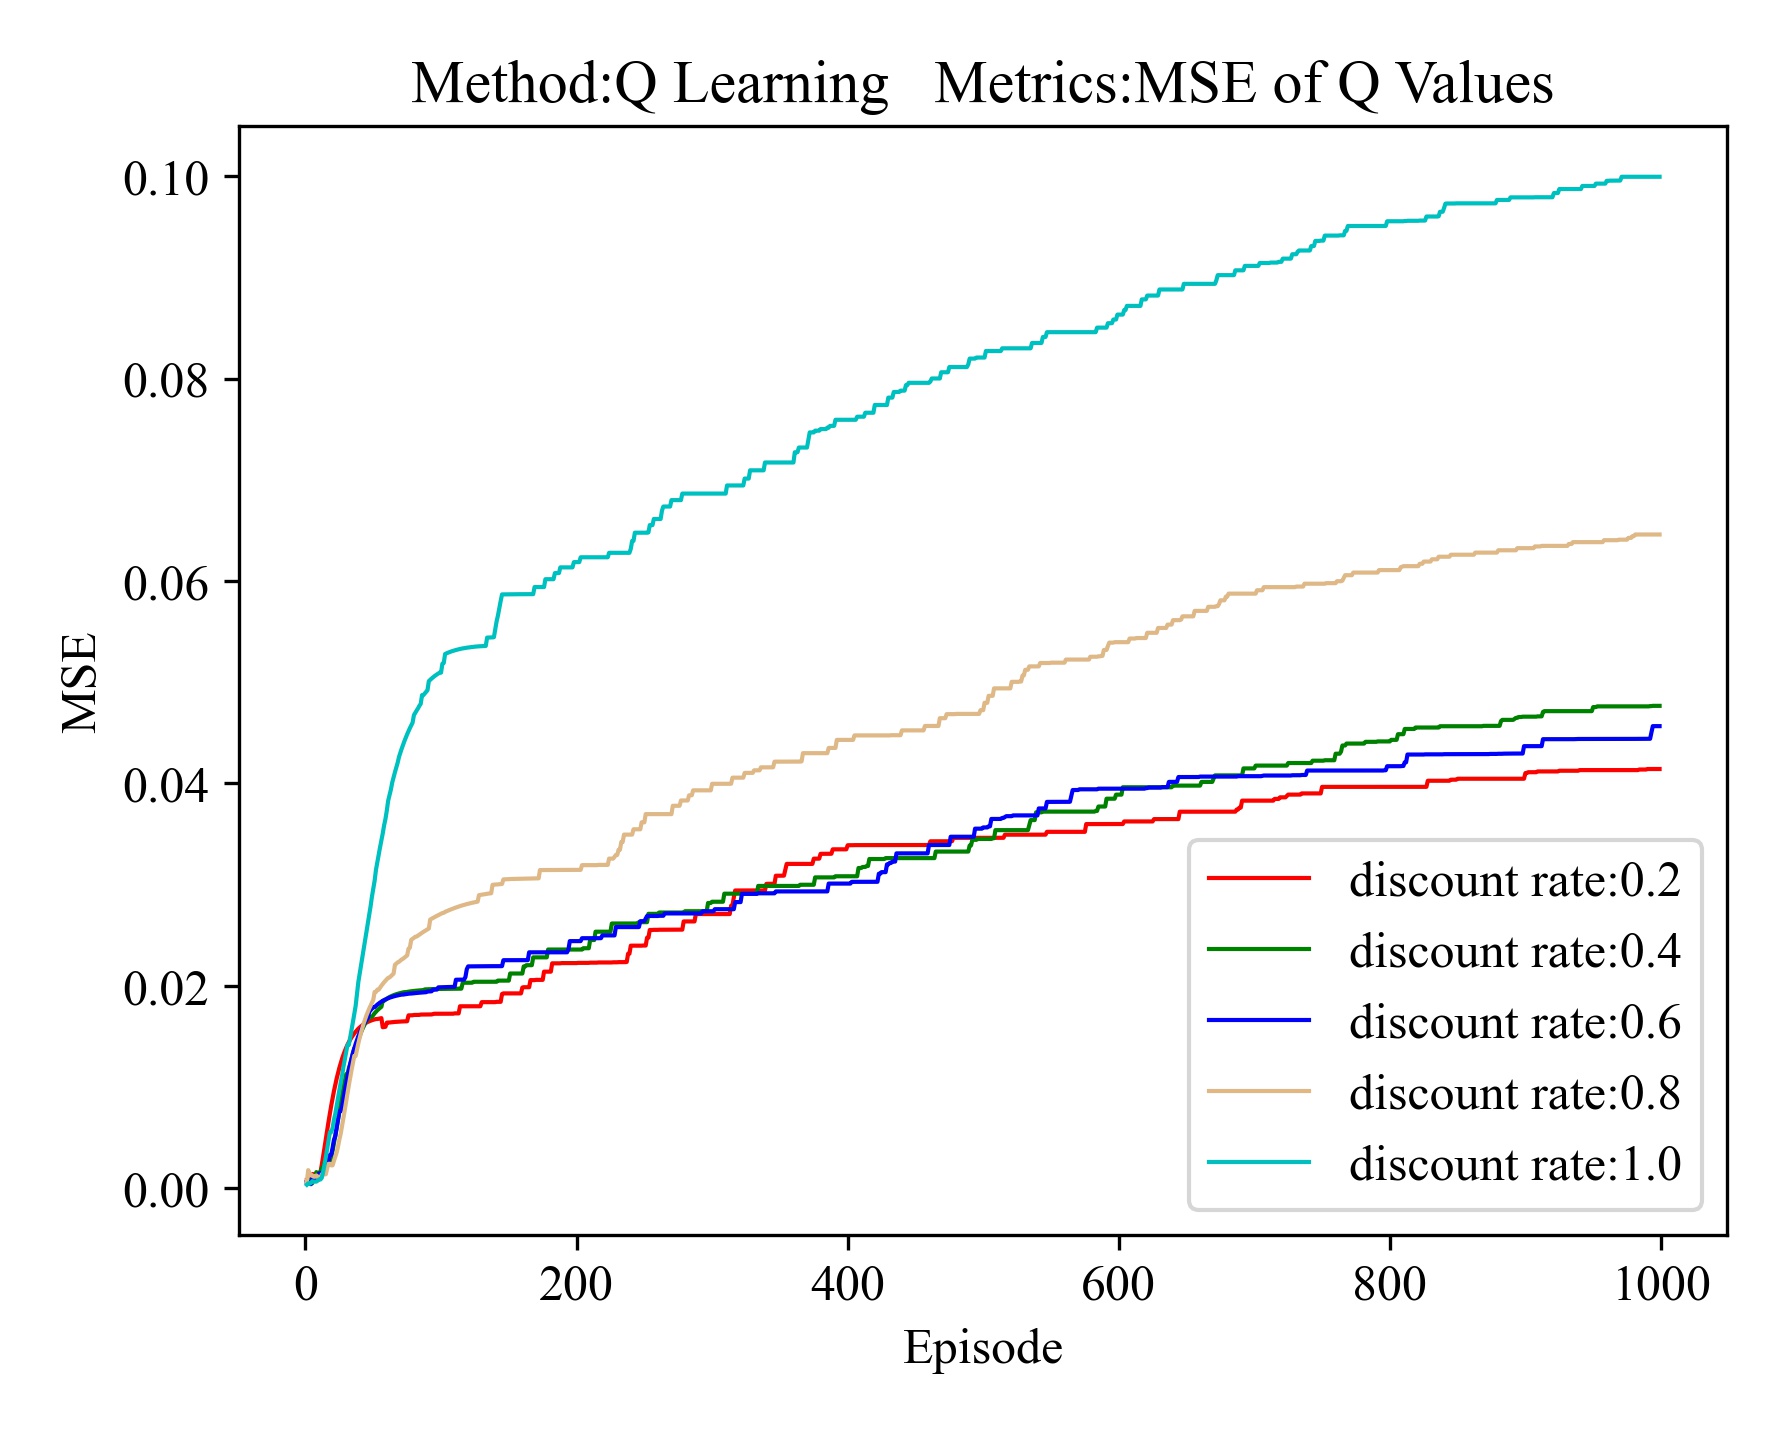 Method:Q Learning   Metrics:MSE of Q Values
0.10
0.08
0.06
0.04
0.02
0.00
MSE
0 200 400 600 800 1000
Episode
discount rate:0.2
discount rate:0.4
discount rate:0.6
discount rate:0.8
discount rate:1.0